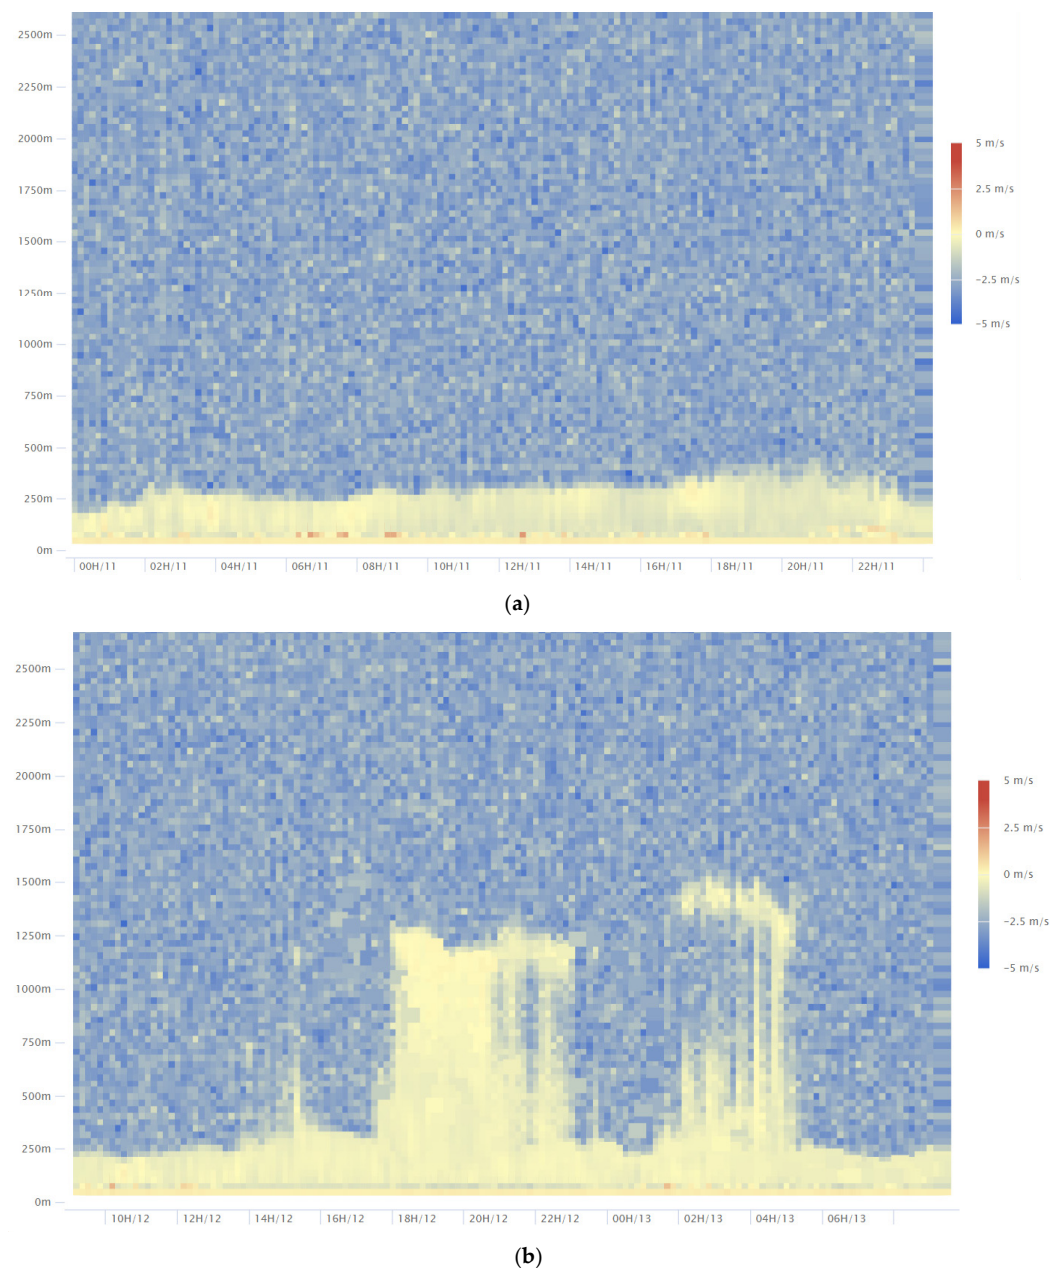 2500m
2250m
2000m
1750m
1500m
1250m
1000m
750m
500m
250m
0m
5 m/s
2.5 m/s
0 m/s
−2.5 m/s
−5 m/s
00H/11 02H/11 04H/11 06H/11 08H/11 10H/11 12H/11 14H/11 16H/11 18H/11 20H/11 22H/11
(a)
2500m
2250m
2000m
1750m
1500m
1250m
1000m
750m
500m
250m
0m
5 m/s
2.5 m/s
0 m/s
−2.5 m/s
−5 m/s
10H/12 12H/12 14H/12 16H/12 18H/12 20H/12 22H/12 00H/13 02H/13 04H/13 06H/13
(b)